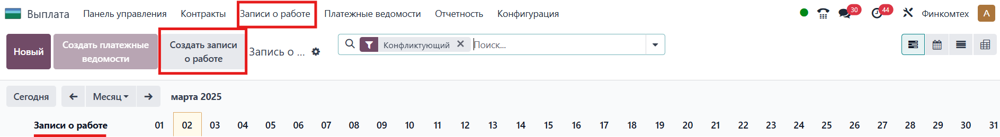 Выплата Панель управления Контракты Записи о работе Платежные ведомости Отчетность Конфигурация 30 44 Финкомтех A
Новый Создать платежные ведомости Создать записи о работе Запись о ... Конфликтующий Поиск...
Сегодня Месяц марта 2025
Записи о работе 01 02 03 04 05 06 07 08 09 10 11 12 13 14 15 16 17 18 19 20 21 22 23 24 25 26 27 28 29 30 31